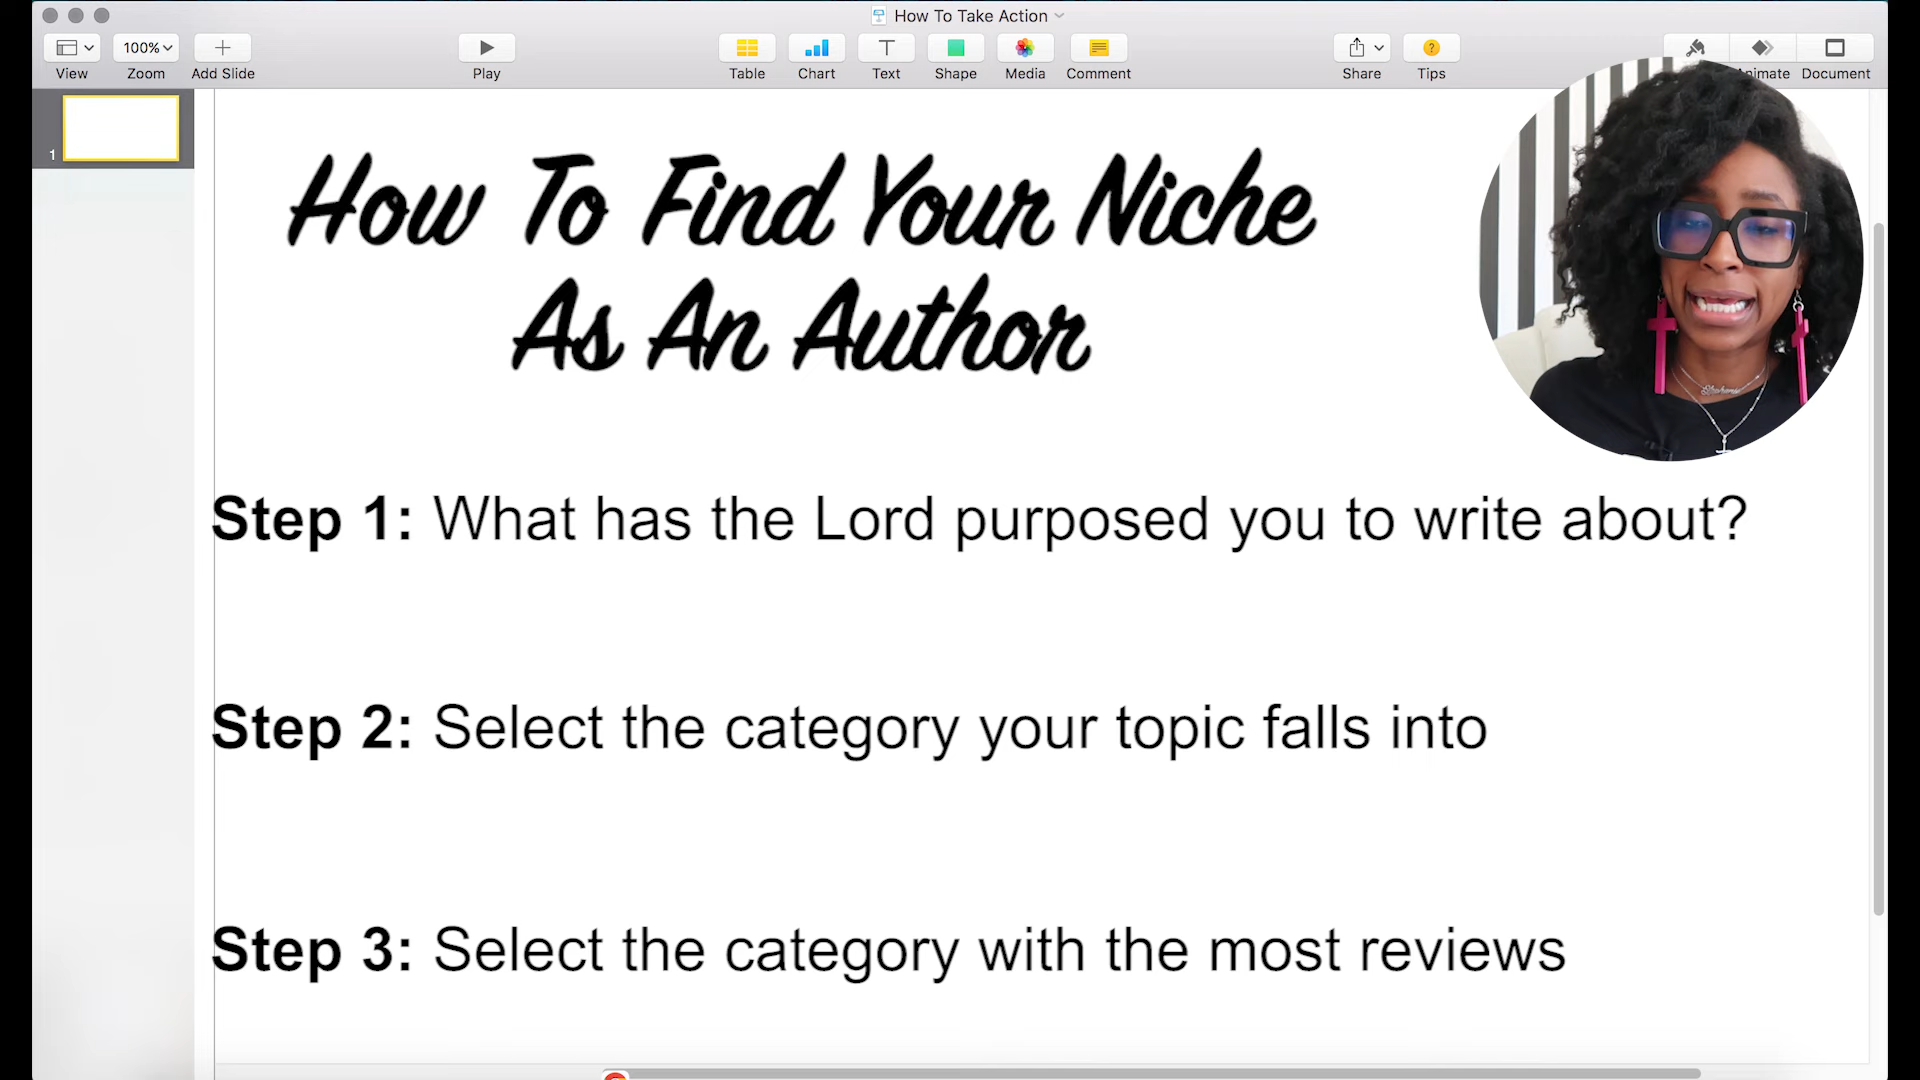 How To Take Action
100%
View Zoom Add Slide Play Table Chart Text Shape Media Comment Share Tips Animate Document
1
How To Find Your Niche
As An Author
Step 1: What has the Lord purposed you to write about?
Step 2: Select the category your topic falls into
Step 3: Select the category with the most reviews